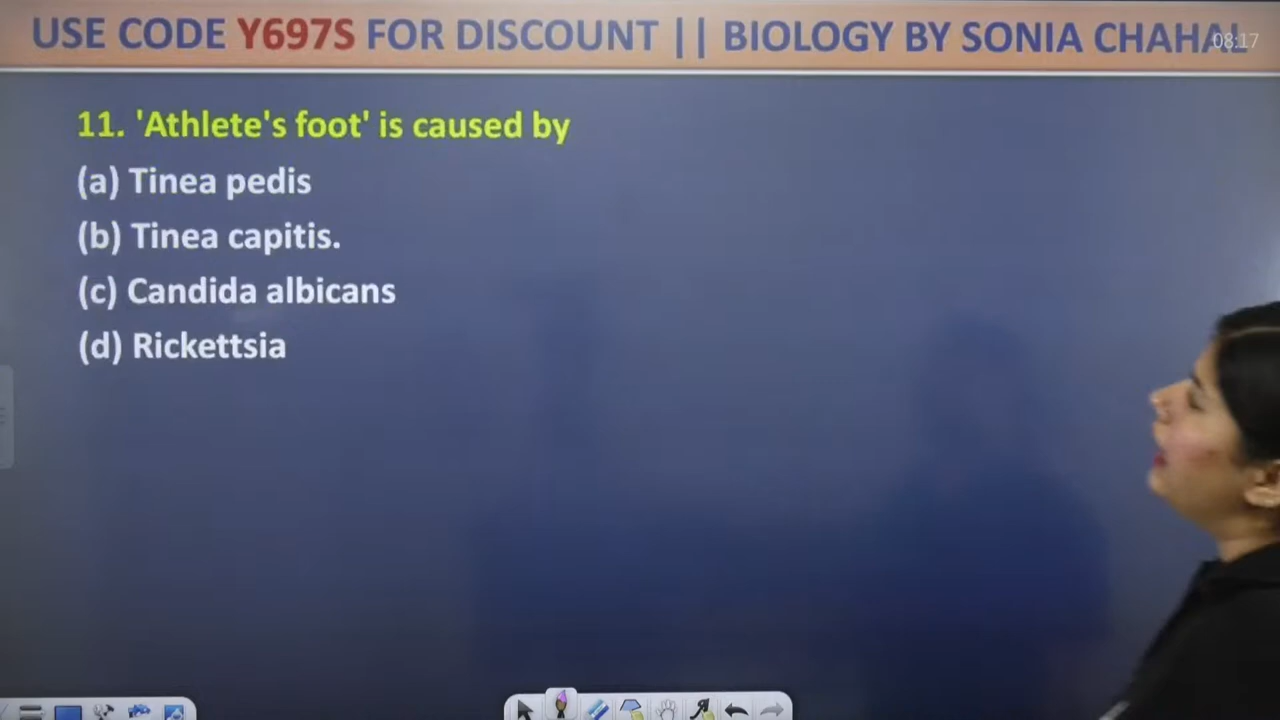 USE CODE Y697S FOR DISCOUNT || BIOLOGY BY SONIA CHAHAL
08:17
11. 'Athlete's foot' is caused by
(a) Tinea pedis
(b) Tinea capitis.
(c) Candida albicans
(d) Rickettsia